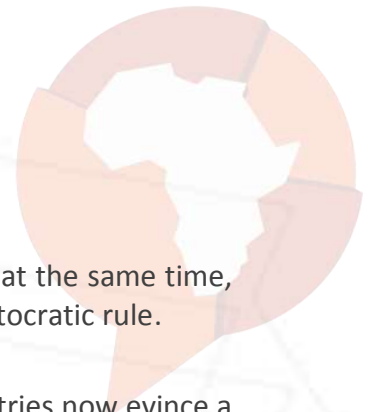 at the same time,
tocratic rule.
tries now evince a